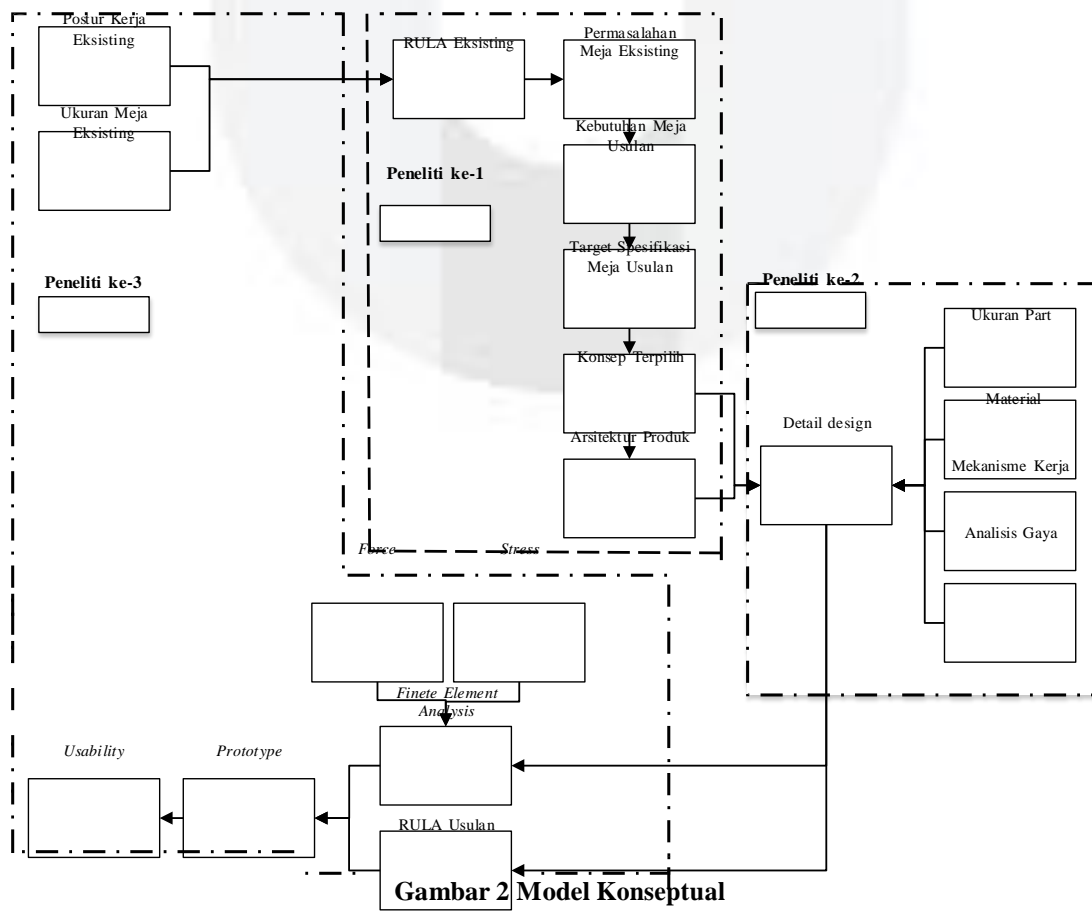 Postur Kerja
Eksisting
Ukuran Meja
Eksisting
RULA Eksisting
Permasalahan
Meja Eksisting
Kebutuhan Meja
Usulan
Peneliti ke-1
Target Spesifikasi
Meja Usulan
Peneliti ke-3
Konsep Terpilih
Arsitektur Produk
Peneliti ke-2
Ukuran Part
Material
Detail design
Mekanisme Kerja
Analisis Gaya
Force
Stress
Finete Element
Analysis
Usability
Prototype
RULA Usulan
Gambar 2 Model Konseptual